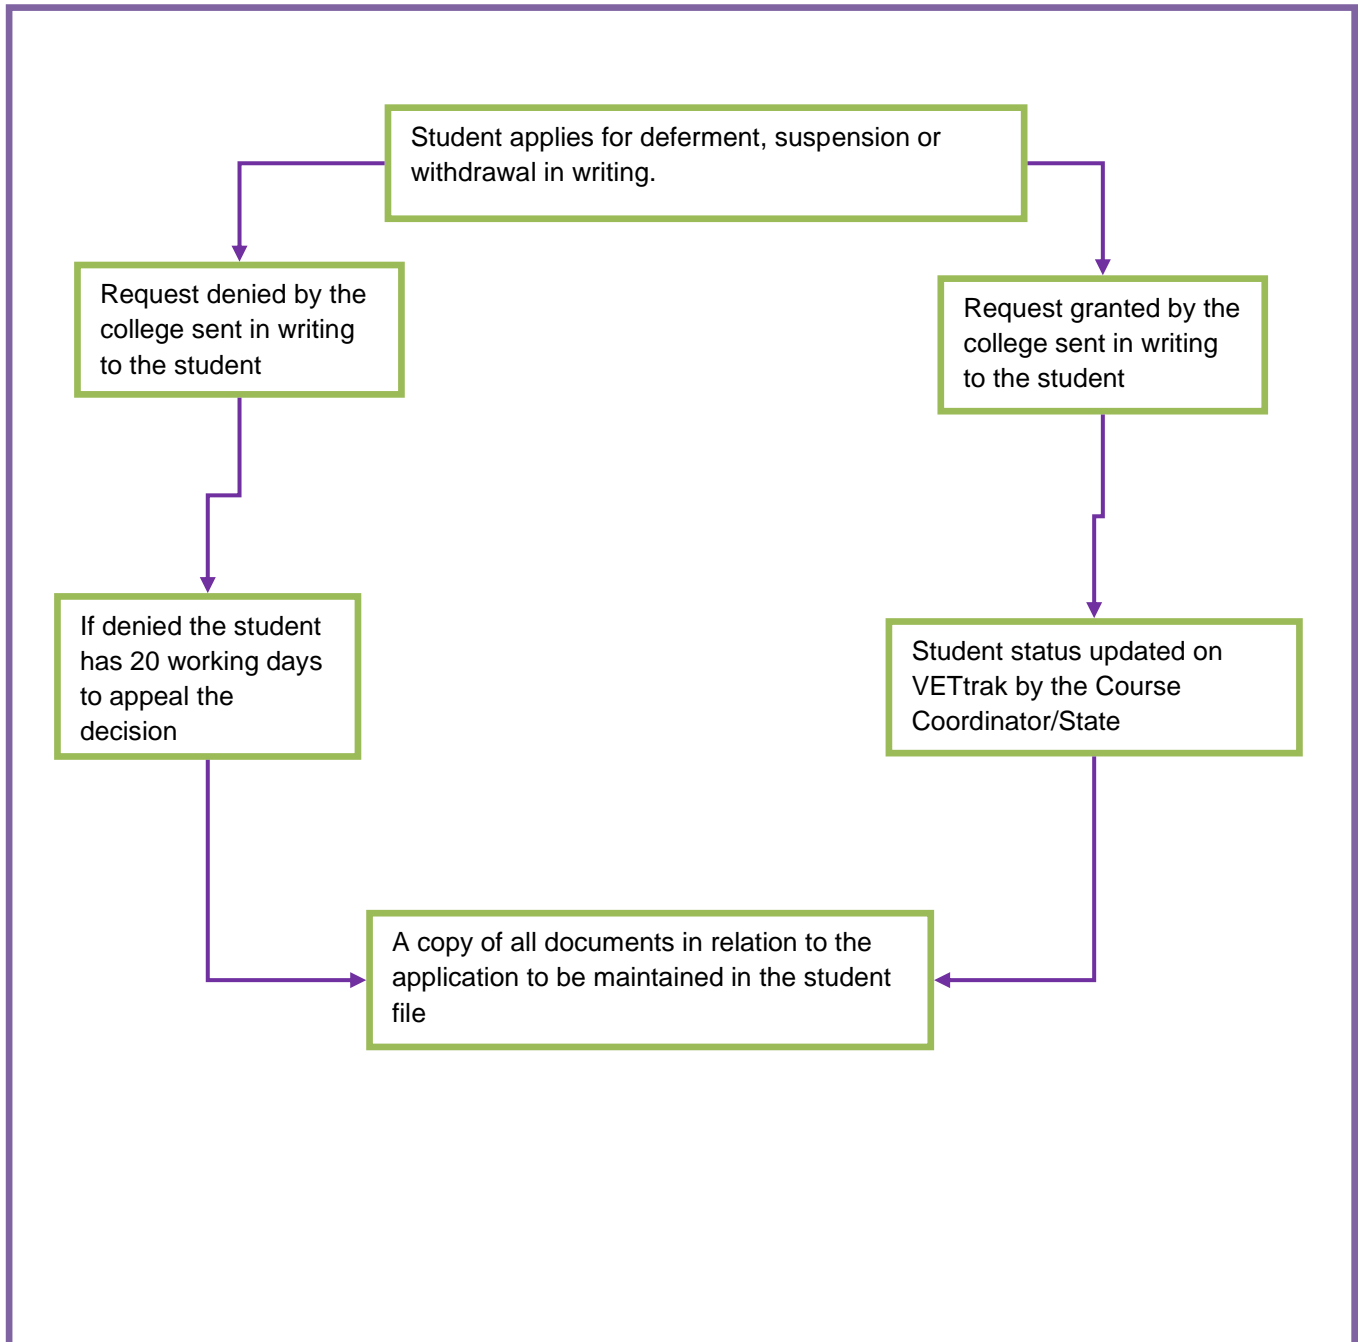 Student applies for deferment, suspension or
withdrawal in writing.
Request denied by the
college sent in writing
to the student
Request granted by the
college sent in writing
to the student
If denied the student
has 20 working days
to appeal the
decision
Student status updated on
VETtrak by the Course
Coordinator/State
A copy of all documents in relation to the
application to be maintained in the student
file